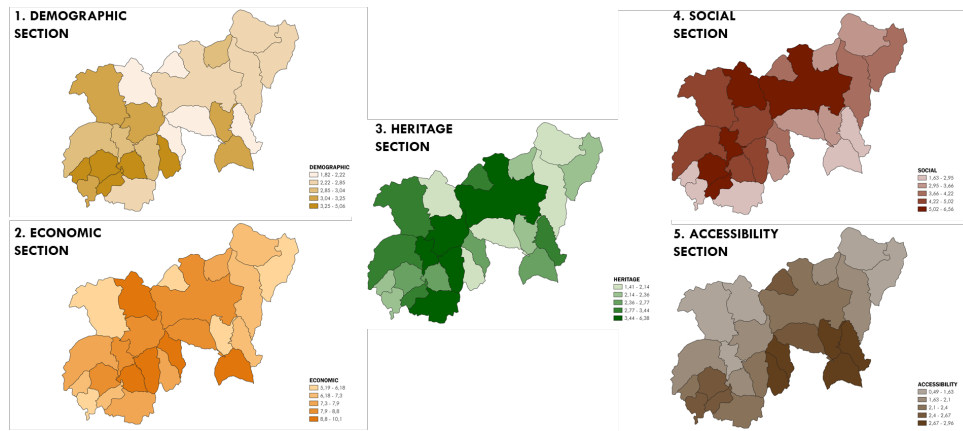 1. DEMOGRAPHIC
SECTION
DEMOGRAPHIC
1,82 - 2,22
2,22 - 2,85
2,85 - 3,04
3,04 - 3,25
3,25 - 5,06
2. ECONOMIC
SECTION
ECONOMIC
3,19 - 6,18
6,18 - 7,3
7,3 - 7,9
7,9 - 8,8
8,8 - 10,1
3. HERITAGE
SECTION
HERITAGE
1,41 - 2,14
2,14 - 2,36
2,36 - 2,77
2,77 - 3,44
3,44 - 6,38
4. SOCIAL
SECTION
SOCIAL
1,63 - 2,95
2,95 - 3,66
3,66 - 4,22
4,22 - 5,02
5,02 - 6,56
5. ACCESSIBILITY
SECTION
ACCESSIBILITY
0,49 - 1,63
1,63 - 2,1
2,1 - 2,4
2,4 - 2,67
2,67 - 2,96